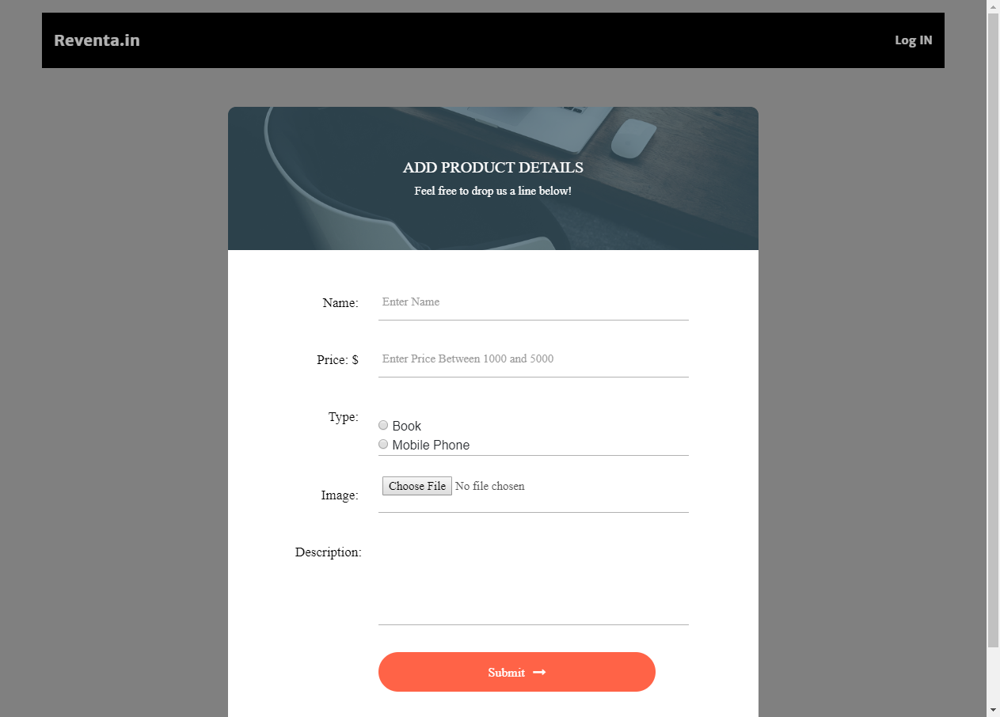 Reventa.in
Log IN
ADD PRODUCT DETAILS
Feel free to drop us a line below!
Name: Enter Name
Price: $ Enter Price Between 1000 and 5000
Type:
Book
Mobile Phone
Image: Choose File No file chosen
Description:
Submit